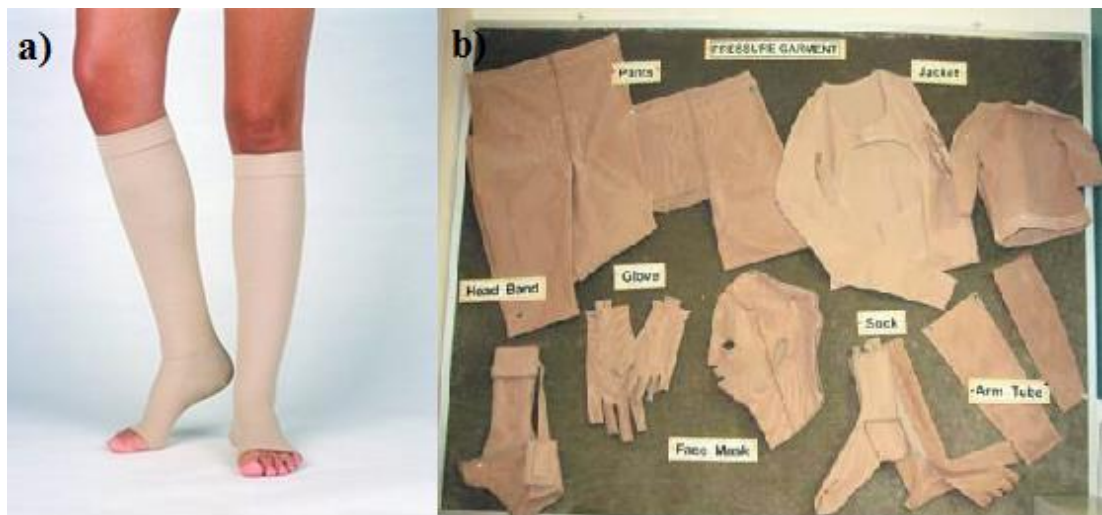 a)
b)
PRESSURE GARMENT
Pants
Jacket
Glove
Head Band
Sock
Arm Tube
Face Mask